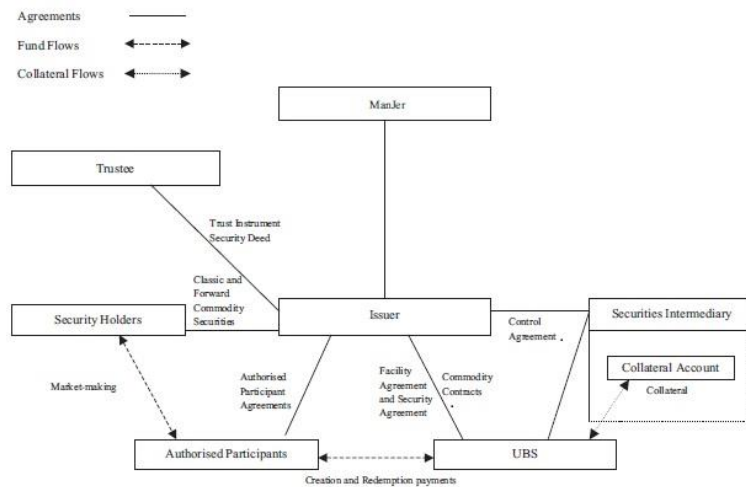 Agreements
Fund Flows
Collateral Flows
ManJer
Trustee
Trust Instrument
Security Deed
Classic and
Forward
Commodity
Securities
Security Holders
Issuer
Securities Intermediary
Control
Agreement .
Collateral Account
Collateral
Market-making
Authorised
Participant
Agreements
Facility
Agreement
and Security
Agreement
Commodity
Contracts
.
Authorised Participants
UBS
Creation and Redemption payments